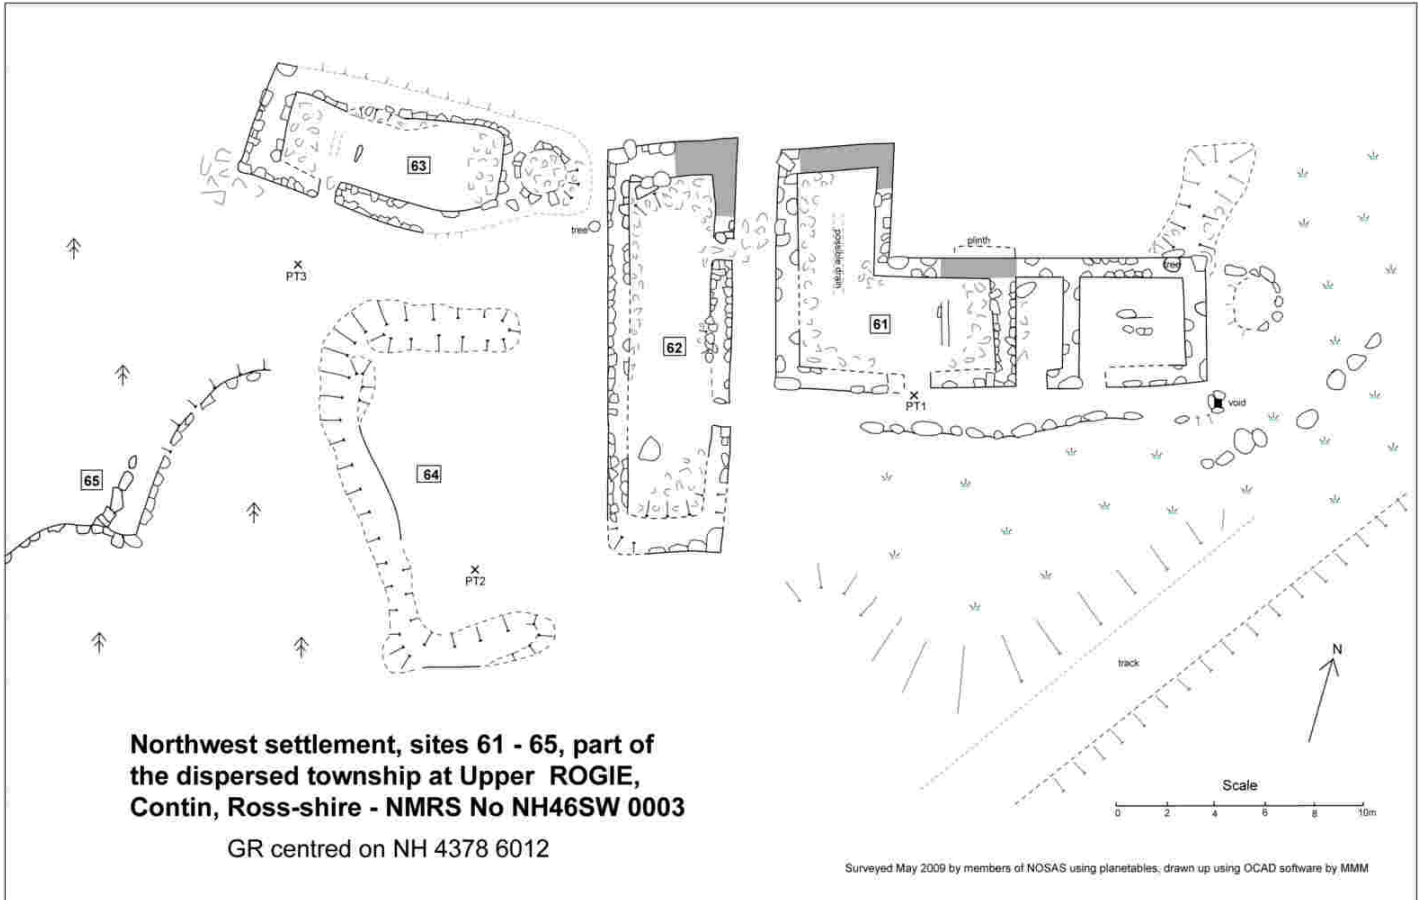 63
tree
PT3
possible drain
plinth
tree
61
62
PT1
void
65
64
PT2
track
N
Northwest settlement, sites 61 - 65, part of
the dispersed township at Upper ROGIE,
Contin, Ross-shire - NMRS No NH46SW 0003
GR centred on NH 4378 6012
Scale
0 2 4 6 8 10m
Surveyed May 2009 by members of NOSAS using planetables, drawn up using OCAD software by MMM